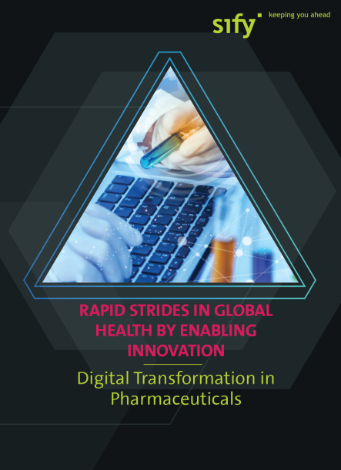 sify
keeping you ahead
RAPID STRIDES IN GLOBAL
HEALTH BY ENABLING
INNOVATION
Digital Transformation in
Pharmaceuticals